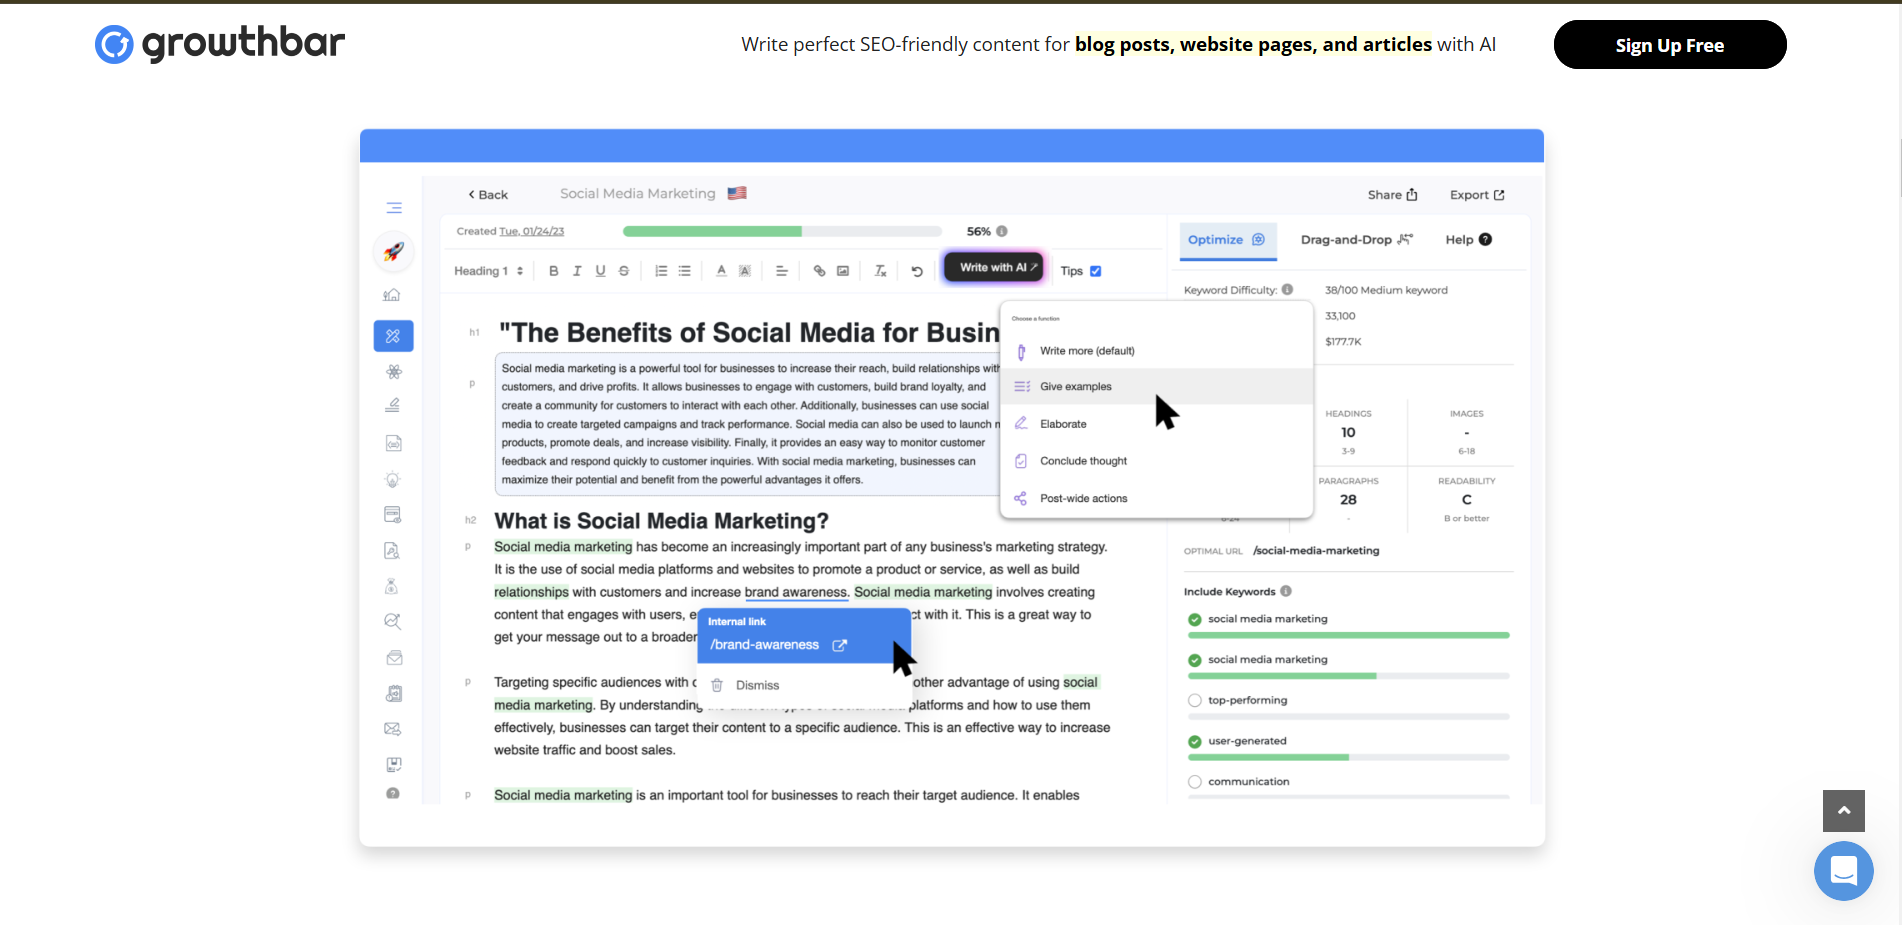 growthbar
Write perfect SEO-friendly content for blog posts, website pages, and articles with AI
Sign Up Free
Back
Social Media Marketing
Share
Export
Created Tue, 01/24/23
56%
Optimize
Drag-and-Drop
Help
Heading 1
B I U S
A A
Write with AI
Tips
Keyword Difficulty:
38/100 Medium keyword
33,100
$177.7K
Choose a function
Write more (default)
Give examples
Elaborate
Conclude thought
Post-wide actions
h1
"The Benefits of Social Media for Busin
p
Social media marketing is a powerful tool for businesses to increase their reach, build relationships with
customers, and drive profits. It allows businesses to engage with customers, build brand loyalty, and
create a community for customers to interact with each other. Additionally, businesses can use social
media to create targeted campaigns and track performance. Social media can also be used to launch n
products, promote deals, and increase visibility. Finally, it provides an easy way to monitor customer
feedback and respond quickly to customer inquiries. With social media marketing, businesses can
maximize their potential and benefit from the powerful advantages it offers.
HEADINGS
10
3-9
IMAGES
-
6-18
PARAGRAPHS
28
-
READABILITY
C
B or better
h2
What is Social Media Marketing?
p
Social media marketing has become an increasingly important part of any business's marketing strategy.
It is the use of social media platforms and websites to promote a product or service, as well as build
relationships with customers and increase brand awareness. Social media marketing involves creating
content that engages with users, e
ct with it. This is a great way to
get your message out to a broader
Internal link
/brand-awareness
Dismiss
p
Targeting specific audiences with
other advantage of using social
media marketing. By understanding the different types of social media platforms and how to use them
effectively, businesses can target their content to a specific audience. This is an effective way to increase
website traffic and boost sales.
p
Social media marketing is an important tool for businesses to reach their target audience. It enables
OPTIMAL URL /social-media-marketing
Include Keywords
social media marketing
social media marketing
top-performing
user-generated
communication